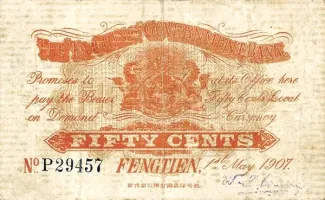 GOVERNMENT BANK
Promises to at its Office here
pay the Bearer Fifty Cents Local
on Demand Currency
FIFTY CENTS
No P29457 FENGTIEN, 1st May 1907.